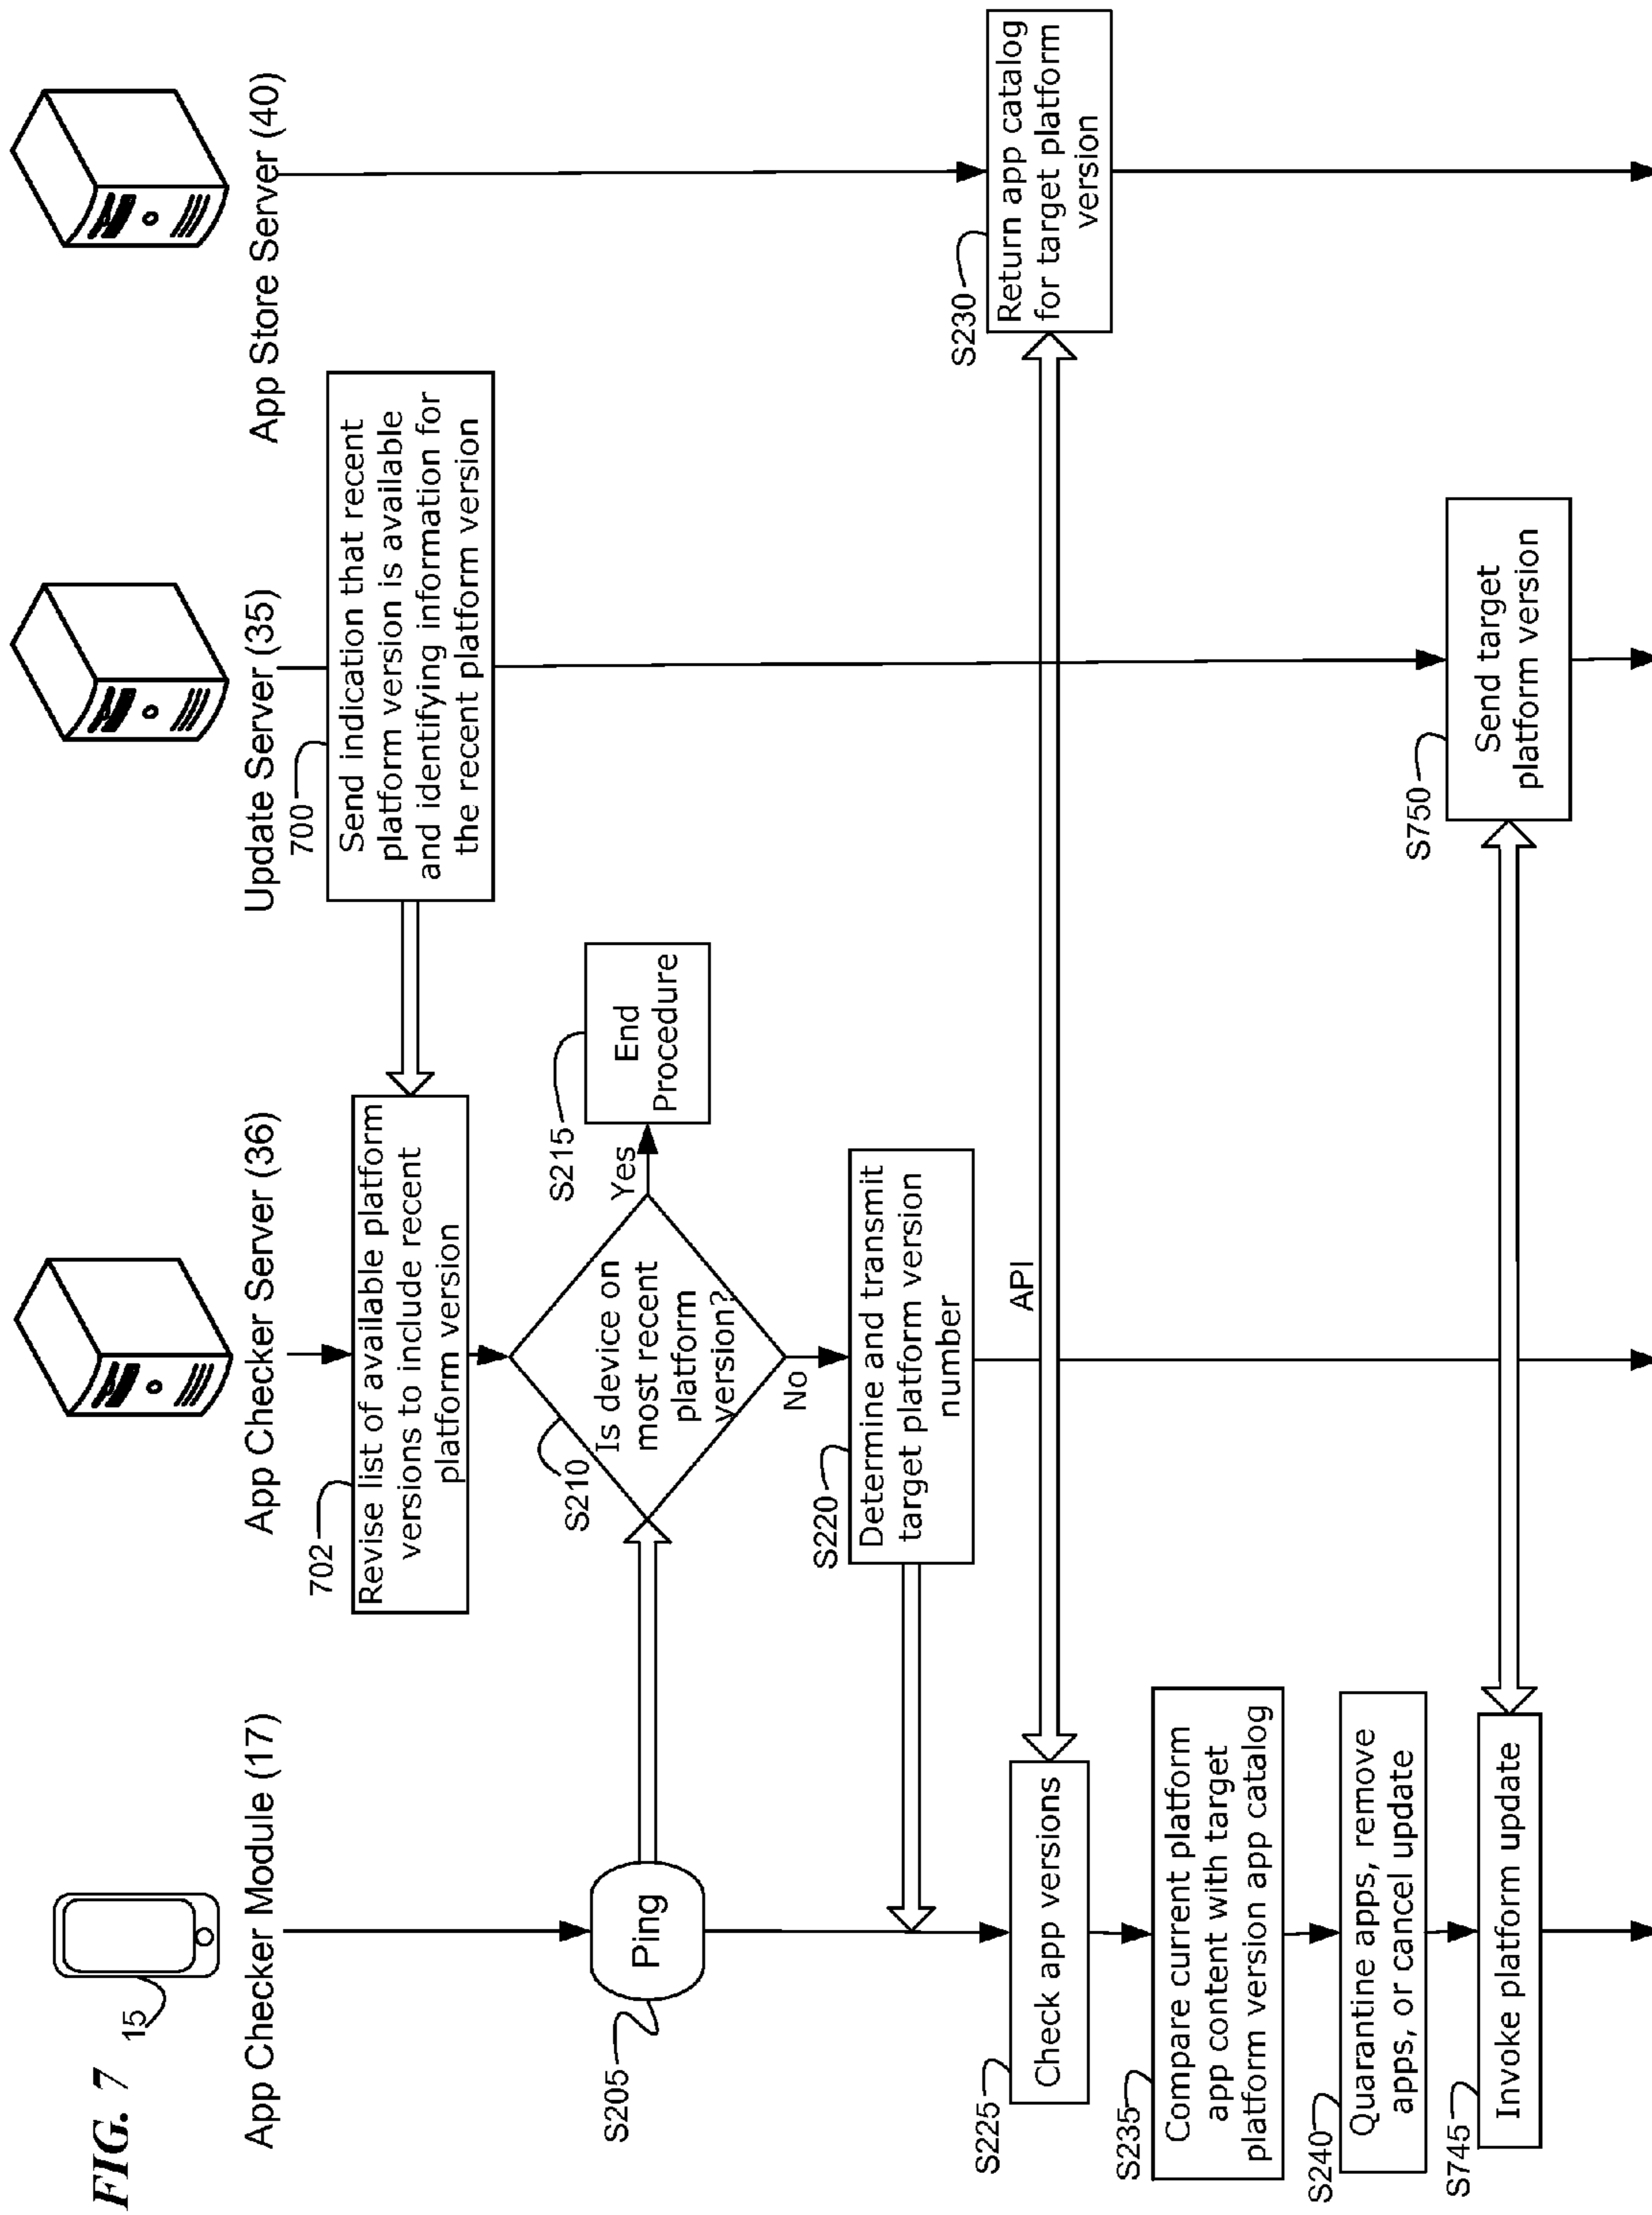 FIG. 7
15
App Checker Module (17)
App Checker Server (36)
Update Server (35)
App Store Server (40)
700
Send indication that recent
platform version is available
and identifying information for
the recent platform version
702
Revise list of available platform
versions to include recent
platform version
S205
Ping
S210
Is device on
most recent
platform
version?
Yes
S215
End
Procedure
No
S220
Determine and transmit
target platform version
number
S225
Check app versions
API
S230
Return app catalog
for target platform
version
S235
Compare current platform
app content with target
platform version app catalog
S240
Quarantine apps, remove
apps, or cancel update
S745
Invoke platform update
S750
Send target
platform version